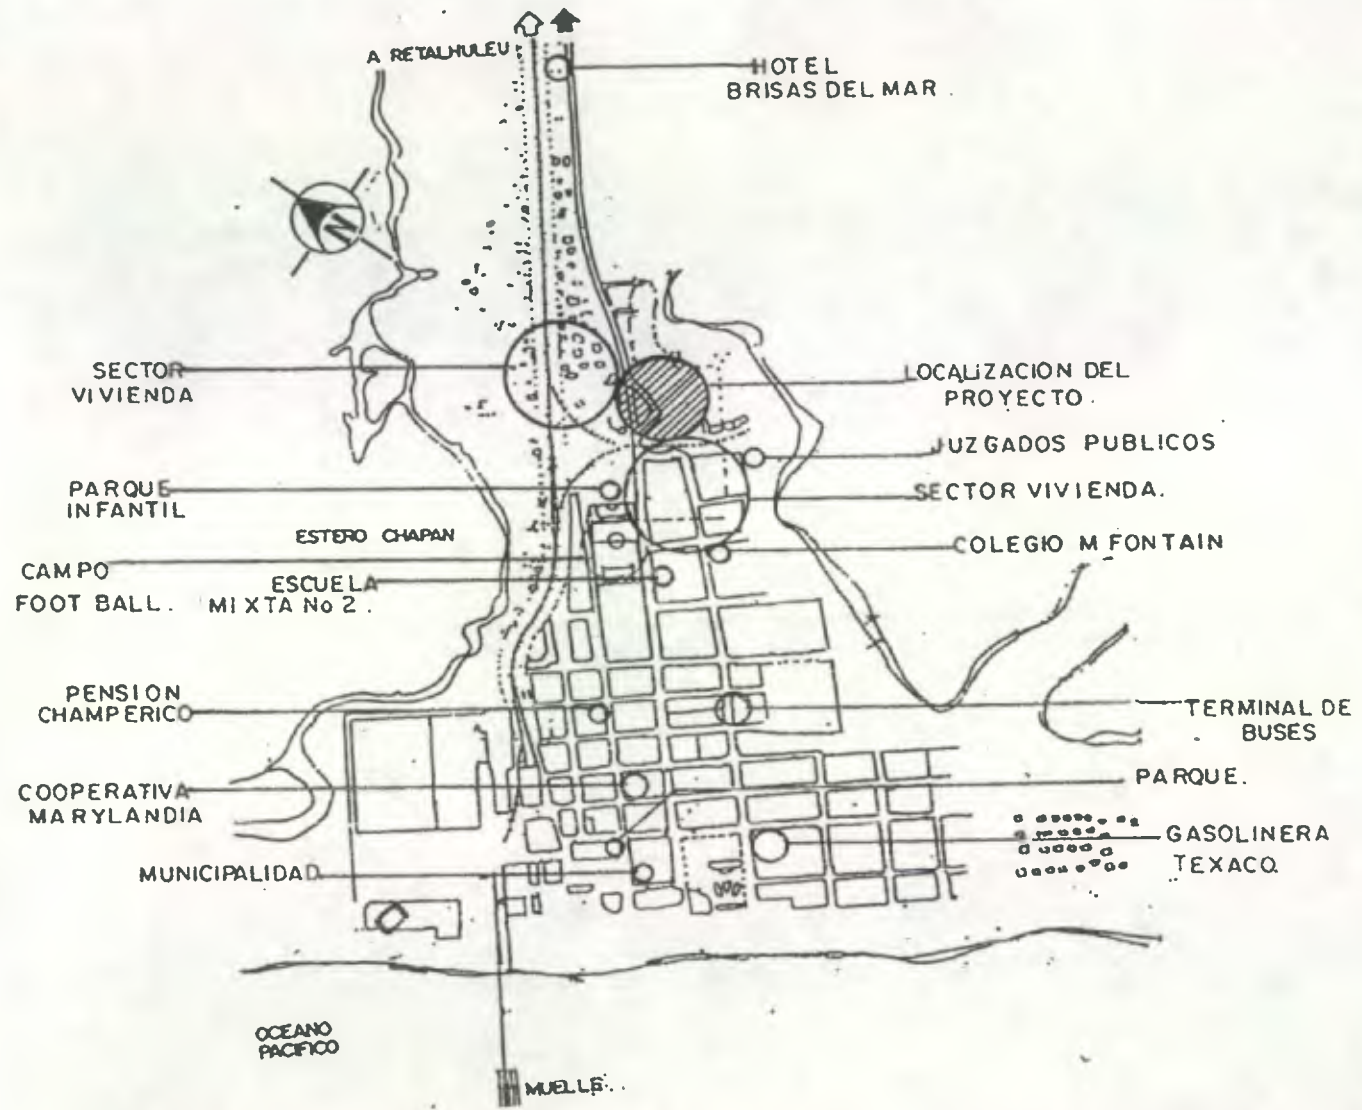 A RETALHULEU
HOTEL
BRISAS DEL MAR .
N
SECTOR
VIVIENDA
LOCALIZACION DEL
PROYECTO .
JUZGADOS PUBLICOS
PARQUE
INFANTIL
SECTOR VIVIENDA.
ESTERO CHAPAN
COLEGIO M FONTAIN
CAMPO
FOOT BALL .
ESCUELA
MIXTA No 2 .
PENSION
CHAMPERICO
TERMINAL DE
BUSES
COOPERATIVA
MARYLANDIA
PARQUE.
GASOLINERA
TEXACO.
MUNICIPALIDAD
OCEANO
PACIFICO
MUELLE .